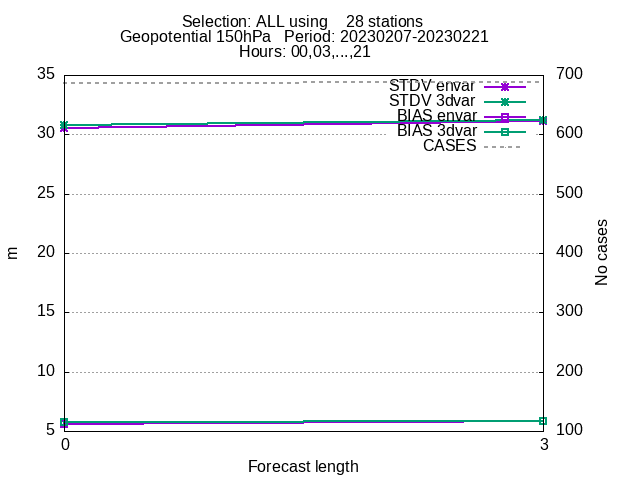 Selection: ALL using    28 stations
Geopotential 150hPa   Period: 20230207-20230221
Hours: 00,03,...,21
35
30
25
20
15
10
5
m
700
600
500
400
300
200
100
No cases
STDV envar
STDV 3dvar
BIAS envar
BIAS 3dvar
CASES
0
3
Forecast length